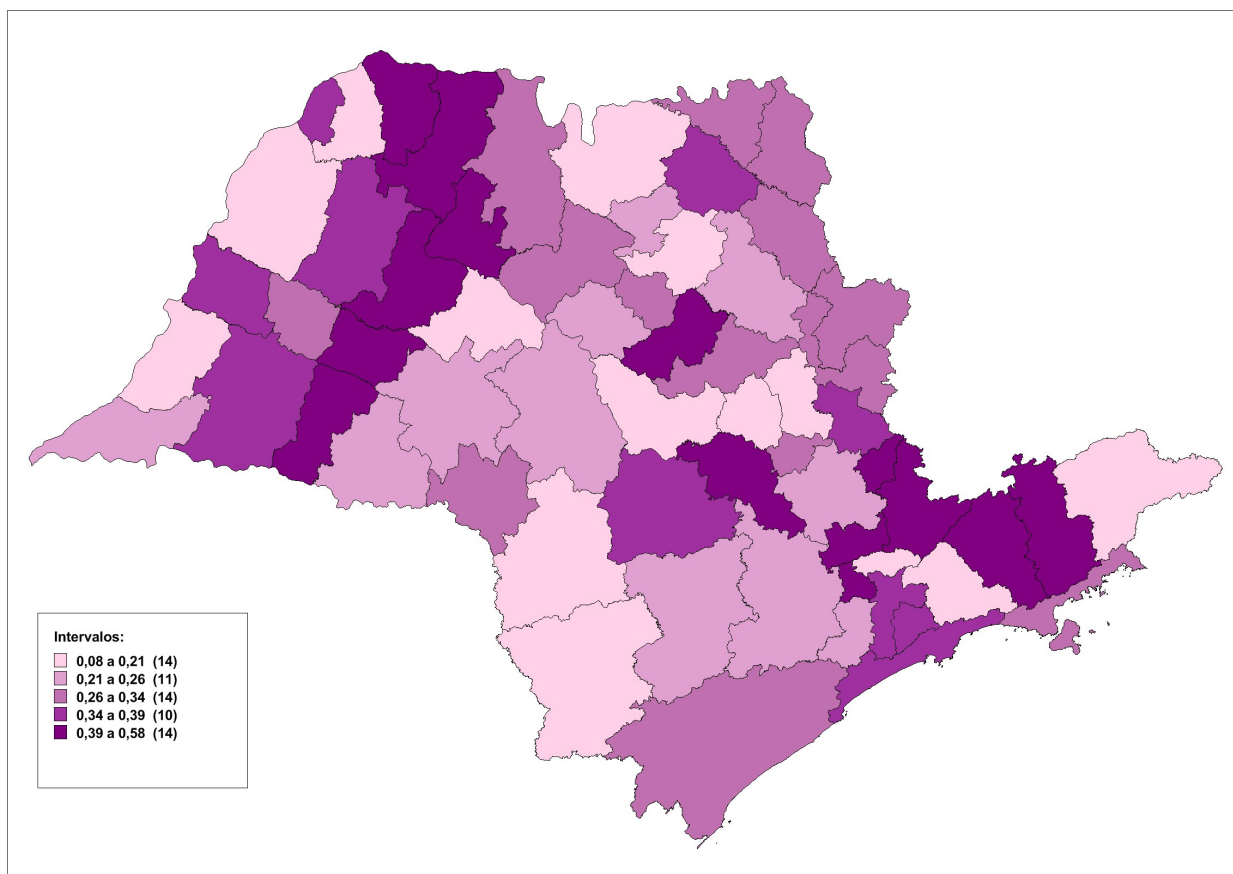 Intervalos:
0,08 a 0,21 (14)
0,21 a 0,26 (11)
0,26 a 0,34 (14)
0,34 a 0,39 (10)
0,39 a 0,58 (14)